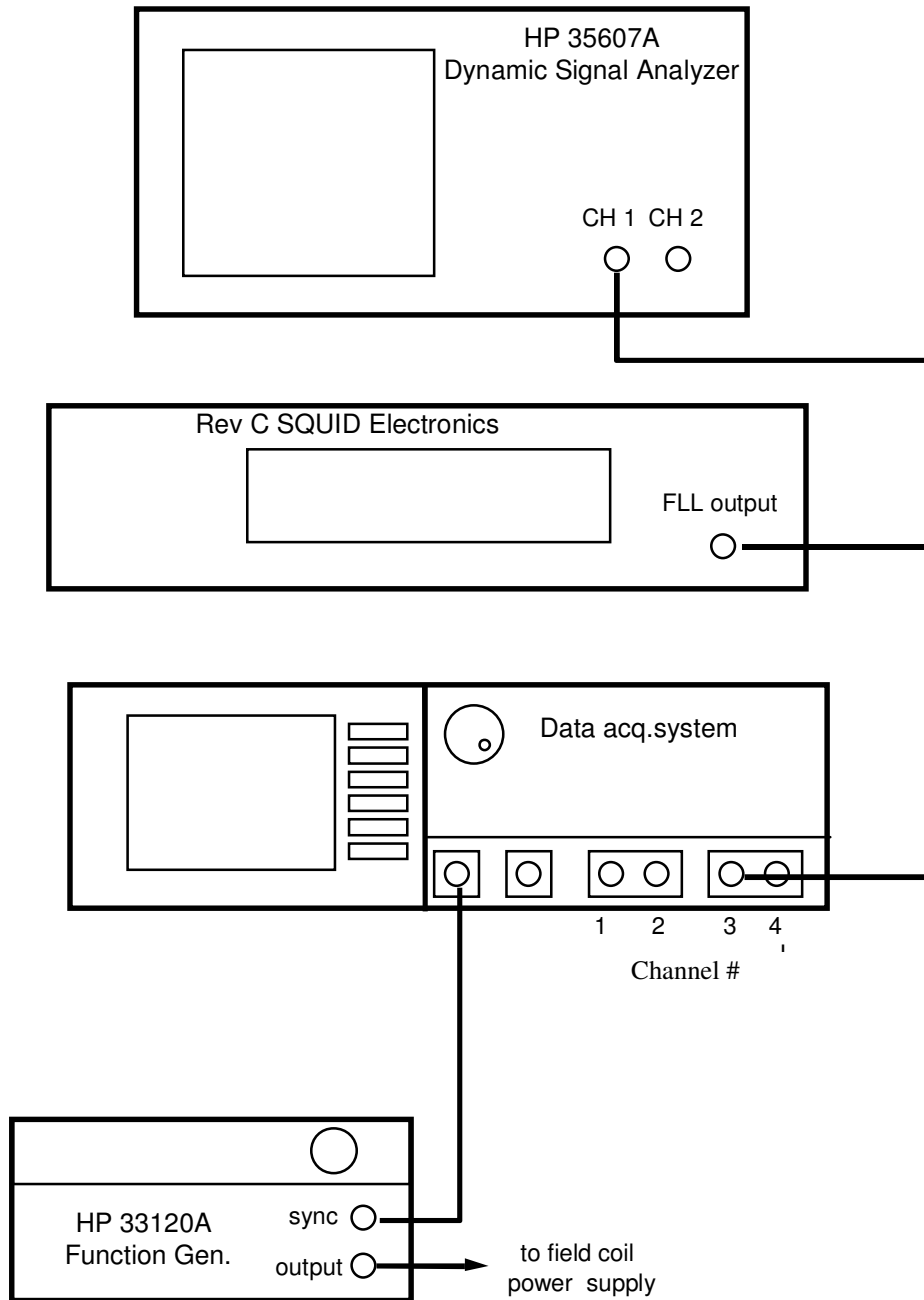 HP 35607A
Dynamic Signal Analyzer
CH 1 CH 2
Rev C SQUID Electronics
FLL output
Data acq.system
1 2 3 4
Channel #
HP 33120A
Function Gen.
sync
output
to field coil
power supply